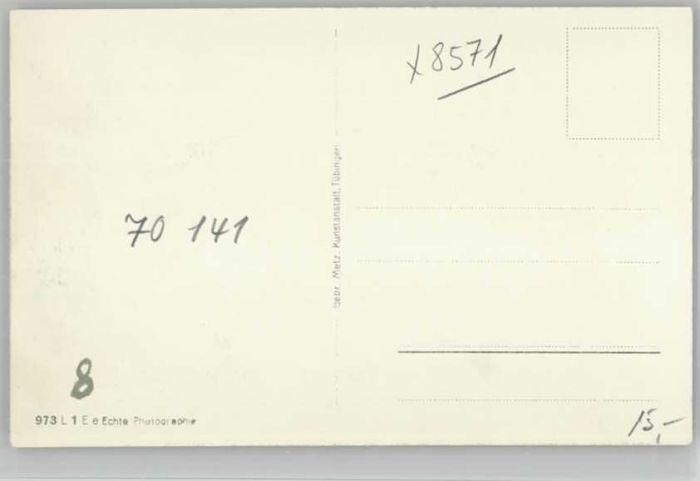 x8571
70 141
Gebr. Metz, Kunstanstalt, Tübingen
8
973 L 1 E e Echte Photographie
15,-